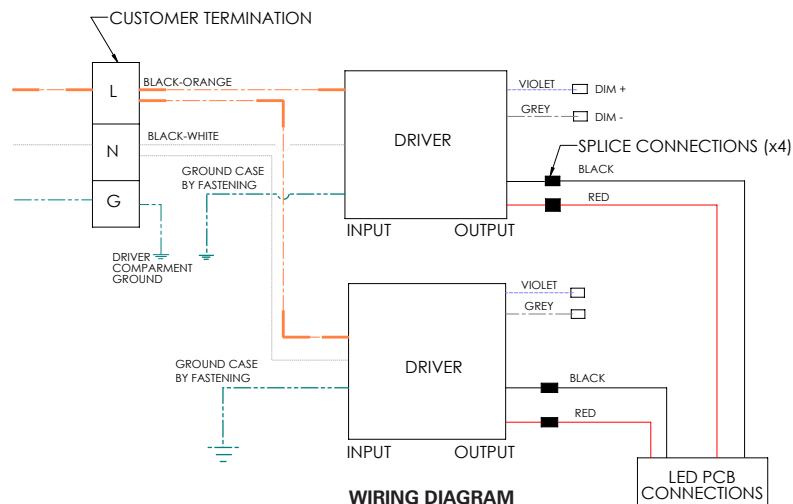 CUSTOMER TERMINATION
L
BLACK-ORANGE
N
BLACK-WHITE
G
DRIVER
COMPARMENT
GROUND
GROUND CASE
BY FASTENING
DRIVER
INPUT
OUTPUT
VIOLET
DIM +
GREY
DIM -
SPLICE CONNECTIONS (x4)
BLACK
RED
GROUND CASE
BY FASTENING
DRIVER
INPUT
OUTPUT
VIOLET
GREY
BLACK
RED
LED PCB
CONNECTIONS
WIRING DIAGRAM